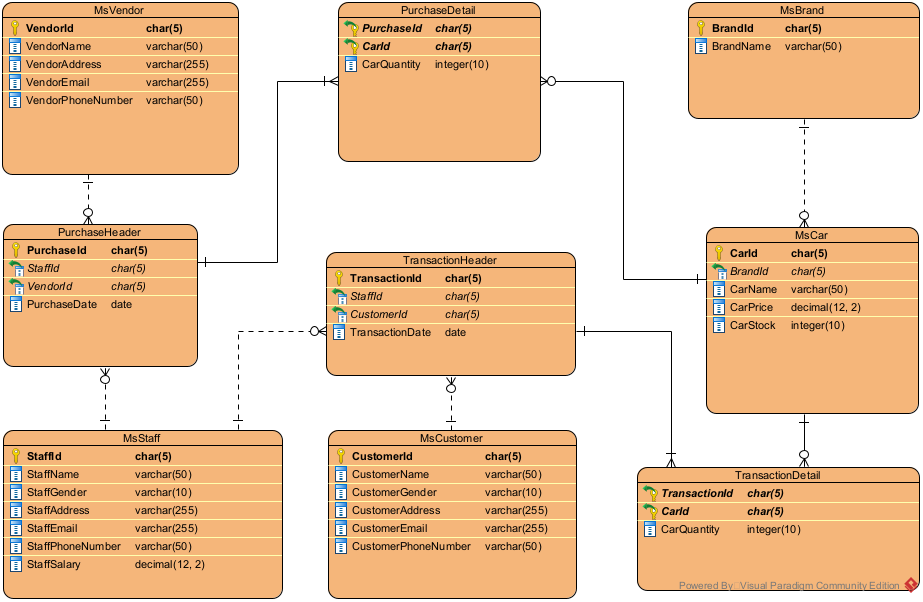 MsVendor
VendorId char(5)
VendorName varchar(50)
VendorAddress varchar(255)
VendorEmail varchar(255)
VendorPhoneNumber varchar(50)
PurchaseDetail
PurchaseId char(5)
CarId char(5)
CarQuantity integer(10)
MsBrand
BrandId char(5)
BrandName varchar(50)
PurchaseHeader
PurchaseId char(5)
StaffId char(5)
VendorId char(5)
PurchaseDate date
TransactionHeader
TransactionId char(5)
StaffId char(5)
CustomerId char(5)
TransactionDate date
MsCar
CarId char(5)
BrandId char(5)
CarName varchar(50)
CarPrice decimal(12, 2)
CarStock integer(10)
MsStaff
StaffId char(5)
StaffName varchar(50)
StaffGender varchar(10)
StaffAddress varchar(255)
StaffEmail varchar(255)
StaffPhoneNumber varchar(50)
StaffSalary decimal(12, 2)
MsCustomer
CustomerId char(5)
CustomerName varchar(50)
CustomerGender varchar(10)
CustomerAddress varchar(255)
CustomerEmail varchar(255)
CustomerPhoneNumber varchar(50)
TransactionDetail
TransactionId char(5)
CarId char(5)
CarQuantity integer(10)
Powered By Visual Paradigm Community Edition